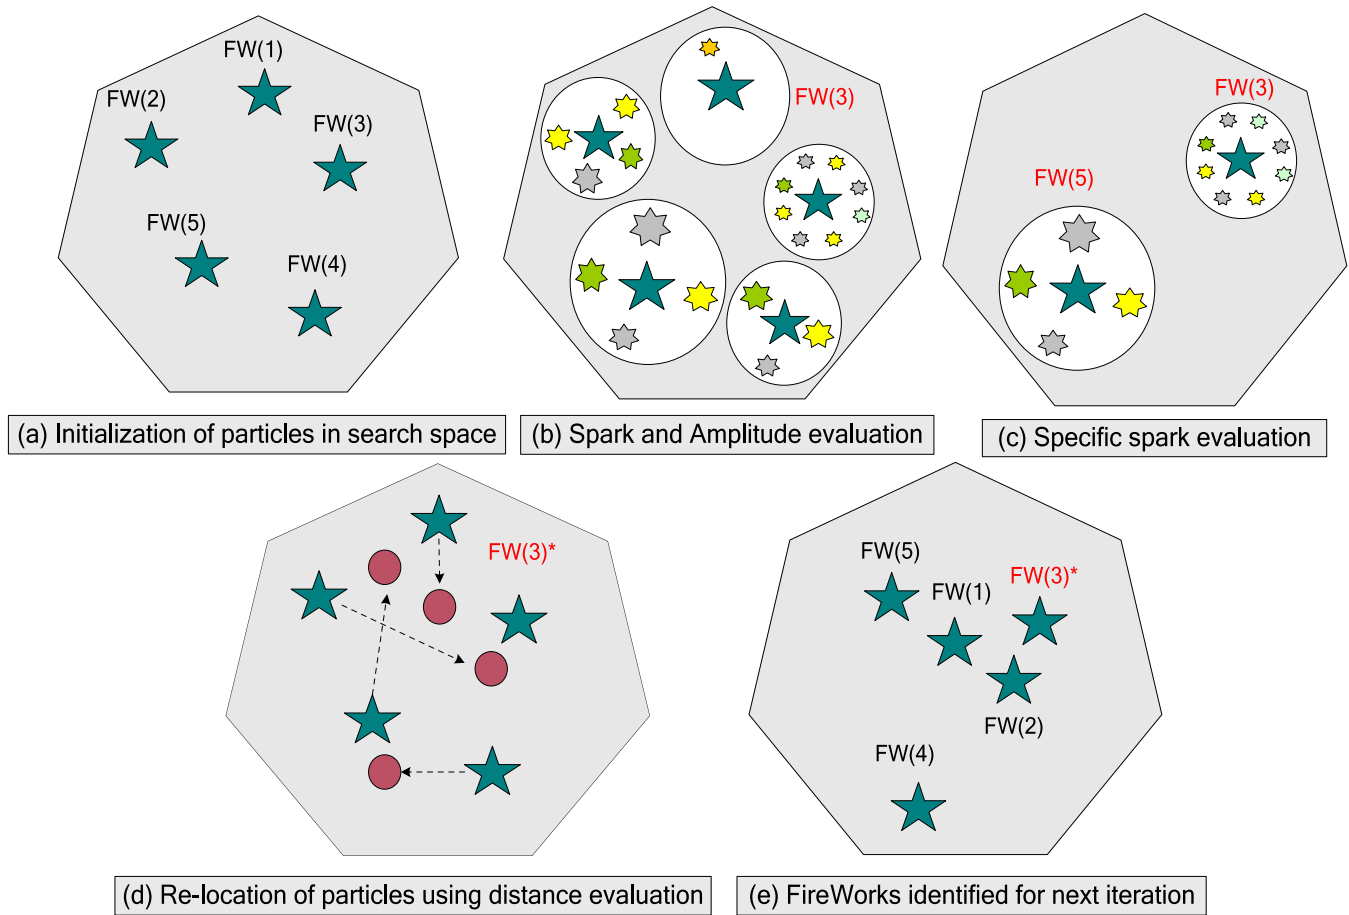 FW(1)
FW(2)
FW(3)
FW(5)
FW(4)
(a) Initialization of particles in search space
FW(3)
(b) Spark and Amplitude evaluation
FW(3)
FW(5)
(c) Specific spark evaluation
FW(3)*
(d) Re-location of particles using distance evaluation
FW(5)
FW(1)
FW(3)*
FW(2)
FW(4)
(e) FireWorks identified for next iteration